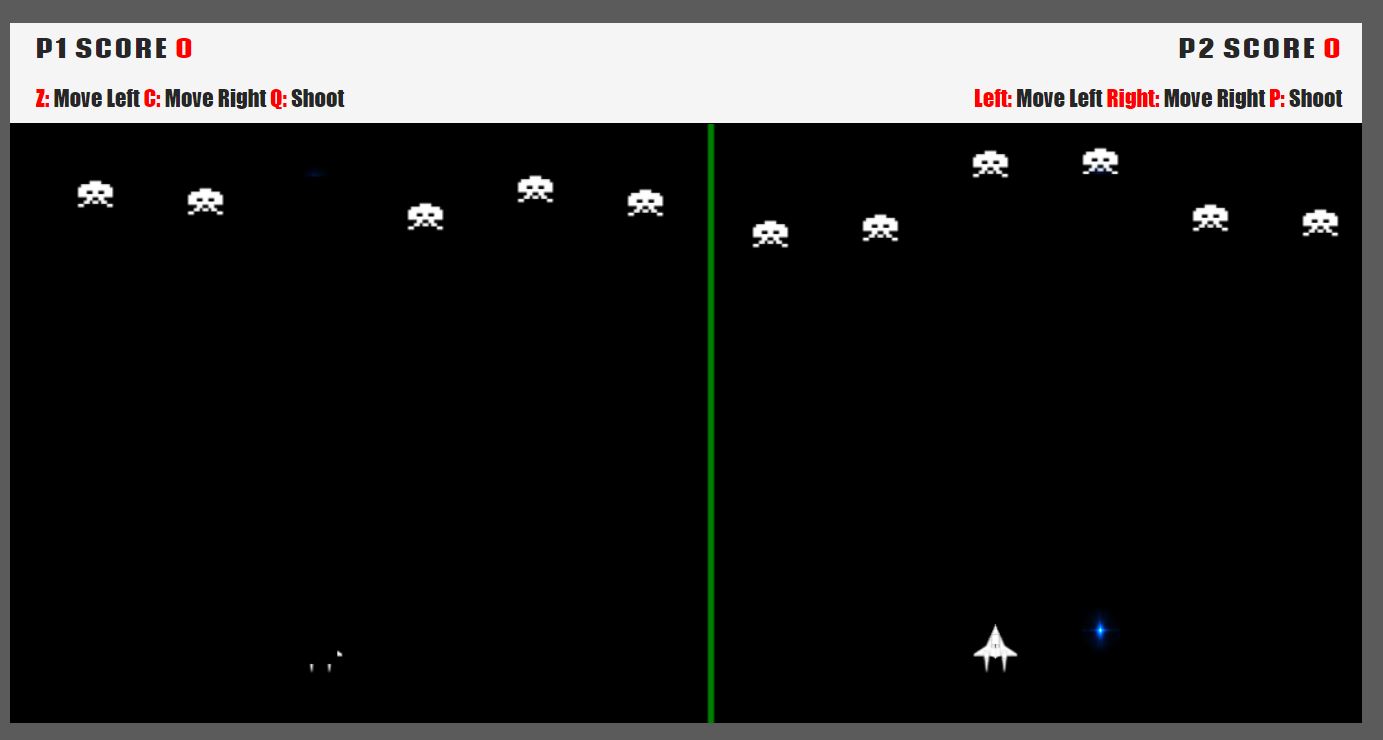 P1 SCORE 0
P2 SCORE 0
Z: Move Left C: Move Right Q: Shoot
Left: Move Left Right: Move Right P: Shoot